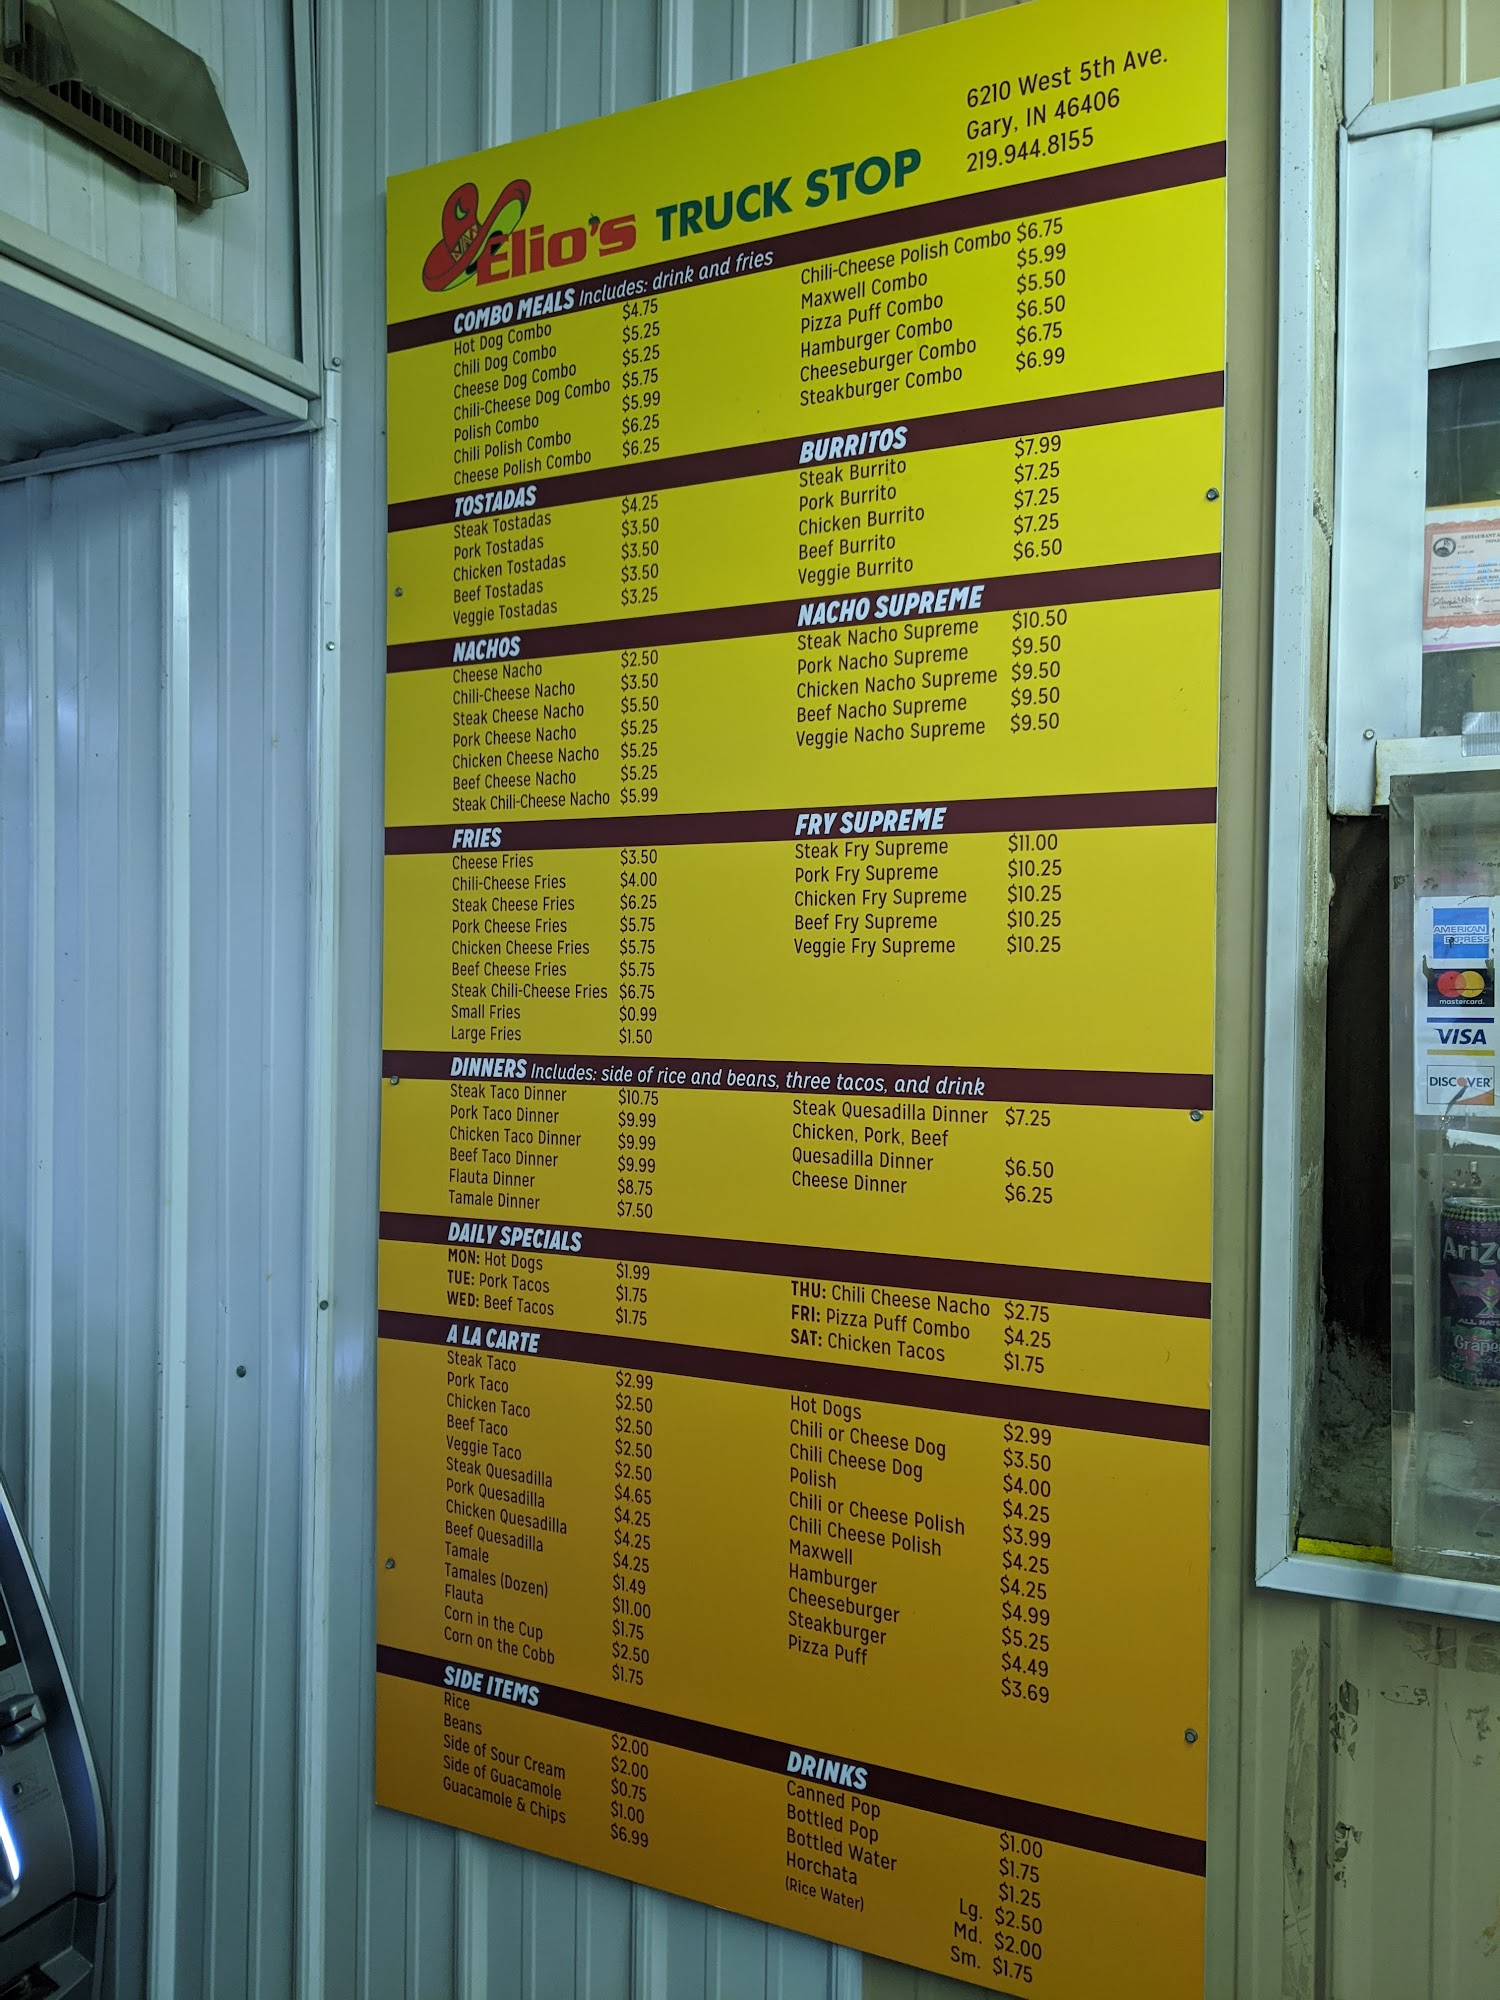 Elio's TRUCK STOP
6210 West 5th Ave.
Gary, IN 46406
219.944.8155
COMBO MEALS Includes: drink and fries
Hot Dog Combo $4.75
Chili Dog Combo $5.25
Cheese Dog Combo $5.25
Chili-Cheese Dog Combo $5.75
Polish Combo $5.99
Chili Polish Combo $6.25
Cheese Polish Combo $6.25
Chili-Cheese Polish Combo $6.75
Maxwell Combo $5.99
Pizza Puff Combo $5.50
Hamburger Combo $6.50
Cheeseburger Combo $6.75
Steakburger Combo $6.99
TOSTADAS
Steak Tostadas $4.25
Pork Tostadas $3.50
Chicken Tostadas $3.50
Beef Tostadas $3.50
Veggie Tostadas $3.25
BURRITOS
Steak Burrito $7.99
Pork Burrito $7.25
Chicken Burrito $7.25
Beef Burrito $7.25
Veggie Burrito $6.50
NACHOS
Cheese Nacho $2.50
Chili-Cheese Nacho $3.50
Steak Cheese Nacho $5.50
Pork Cheese Nacho $5.25
Chicken Cheese Nacho $5.25
Beef Cheese Nacho $5.25
Steak Chili-Cheese Nacho $5.99
NACHO SUPREME
Steak Nacho Supreme $10.50
Pork Nacho Supreme $9.50
Chicken Nacho Supreme $9.50
Beef Nacho Supreme $9.50
Veggie Nacho Supreme $9.50
FRIES
Cheese Fries $3.50
Chili-Cheese Fries $4.00
Steak Cheese Fries $6.25
Pork Cheese Fries $5.75
Chicken Cheese Fries $5.75
Beef Cheese Fries $5.75
Steak Chili-Cheese Fries $6.75
Small Fries $0.99
Large Fries $1.50
FRY SUPREME
Steak Fry Supreme $11.00
Pork Fry Supreme $10.25
Chicken Fry Supreme $10.25
Beef Fry Supreme $10.25
Veggie Fry Supreme $10.25
DINNERS Includes: side of rice and beans, three tacos, and drink
Steak Taco Dinner $10.75
Pork Taco Dinner $9.99
Chicken Taco Dinner $9.99
Beef Taco Dinner $9.99
Flauta Dinner $8.75
Tamale Dinner $7.50
Steak Quesadilla Dinner $7.25
Chicken, Pork, Beef
Quesadilla Dinner $6.50
Cheese Dinner $6.25
DAILY SPECIALS
MON: Hot Dogs $1.99
TUE: Pork Tacos $1.75
WED: Beef Tacos $1.75
THU: Chili Cheese Nacho $2.75
FRI: Pizza Puff Combo $4.25
SAT: Chicken Tacos $1.75
A LA CARTE
Steak Taco $2.99
Pork Taco $2.50
Chicken Taco $2.50
Beef Taco $2.50
Veggie Taco $2.50
Steak Quesadilla $4.65
Pork Quesadilla $4.25
Chicken Quesadilla $4.25
Beef Quesadilla $4.25
Tamale $1.49
Tamales (Dozen) $11.00
Flauta $1.75
Corn in the Cup $2.50
Corn on the Cobb $1.75
Hot Dogs $2.99
Chili or Cheese Dog $3.50
Chili Cheese Dog $4.00
Polish $4.25
Chili or Cheese Polish $3.99
Chili Cheese Polish $4.25
Maxwell $4.25
Hamburger $4.99
Cheeseburger $5.25
Steakburger $4.49
Pizza Puff $3.69
SIDE ITEMS
Rice $2.00
Beans $2.00
Side of Sour Cream $0.75
Side of Guacamole $1.00
Guacamole & Chips $6.99
DRINKS
Canned Pop $1.00
Bottled Pop $1.75
Bottled Water $1.25
Horchata Lg. $2.50
(Rice Water) Md. $2.00
Sm. $1.75
AMERICAN
EXPRESS
mastercard.
VISA
DISCOVER
AriZ
Grape